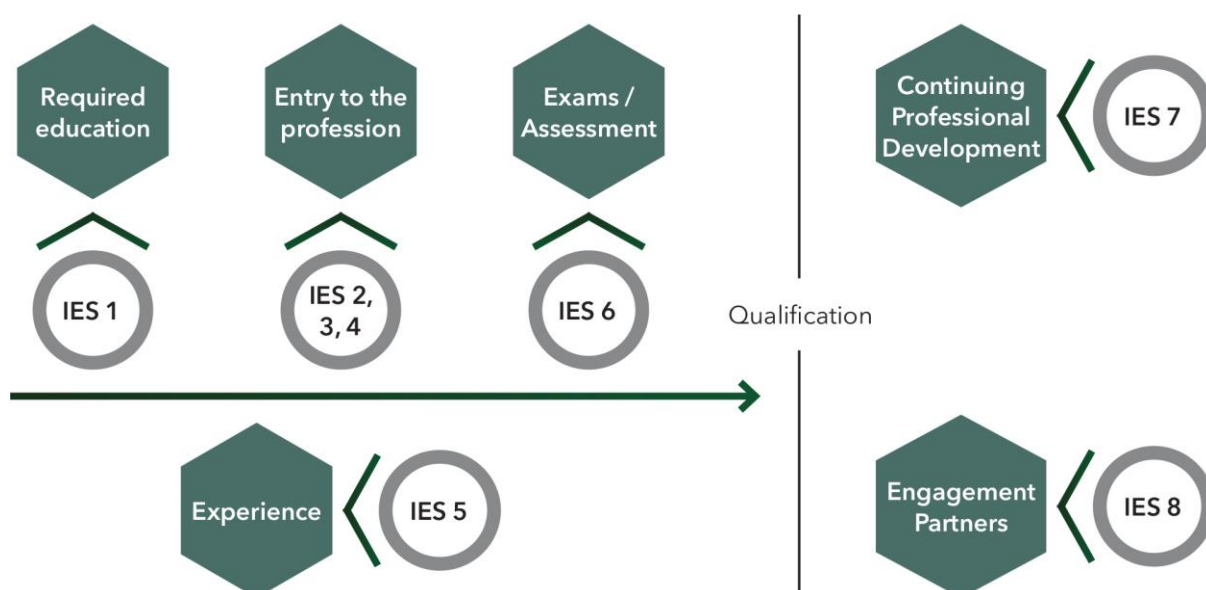 Required
education
Entry to the
profession
Exams /
Assessment
Continuing
Professional
Development
IES 7
IES 1
IES 2,
3, 4
IES 6
Qualification
Experience
IES 5
Engagement
Partners
IES 8